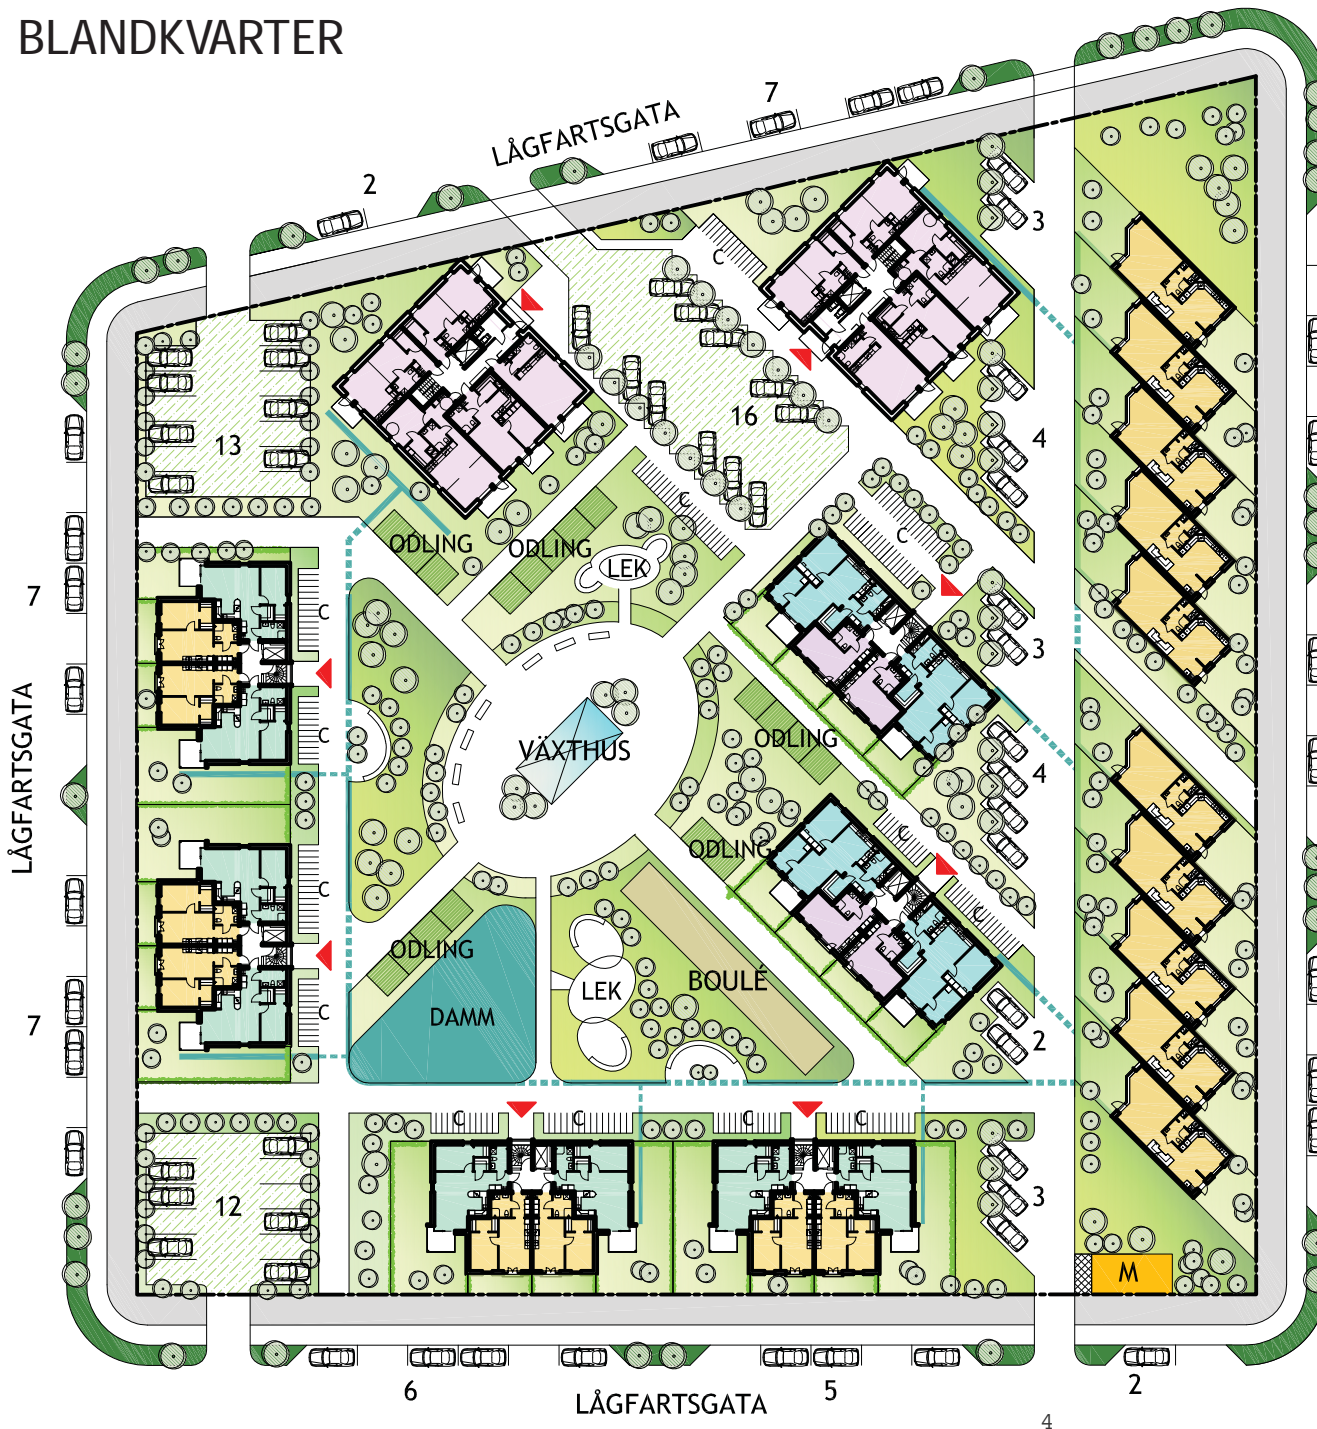 BLANDKVARTER
7
LÅGFARTSGATA
2
3
C
16
13
4
C
C
ODLING
ODLING
LEK
7
C
3
LÅGFARTSGATA
C
VÄXTHUS
ODLING
4
C
ODLING
C
C
ODLING
LEK
BOULÉ
DAMM
7
C
2
C
C
C
C
12
3
M
6
5
2
LÅGFARTSGATA
4